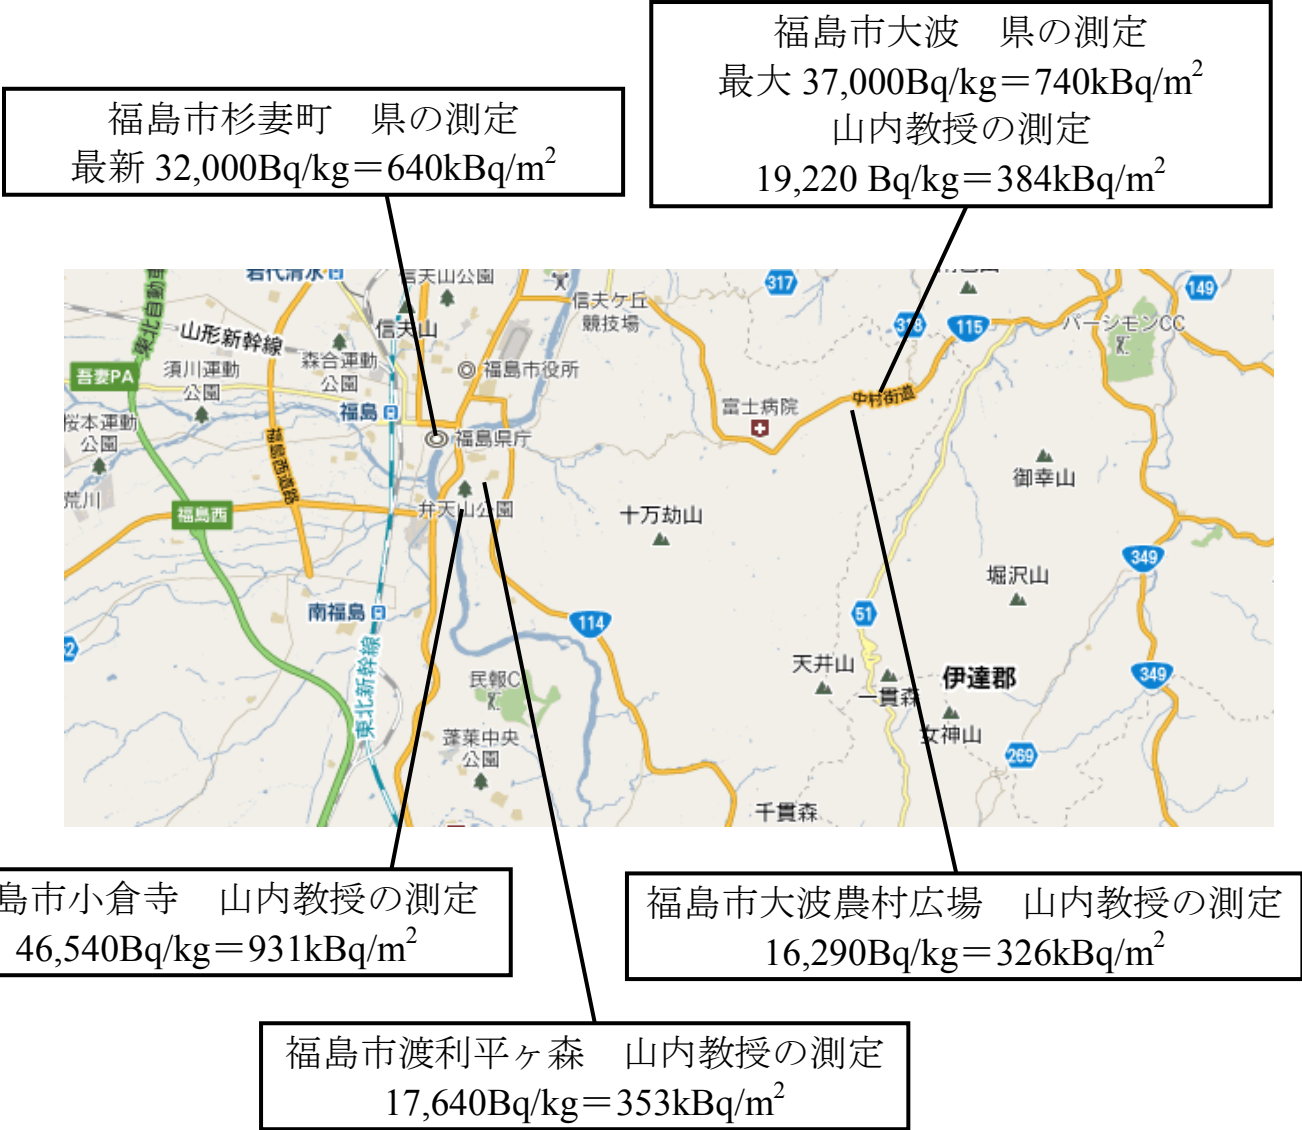 福島市大波　県の測定
最大 37,000Bq/kg＝740kBq/m²
山内教授の測定
19,220 Bq/kg＝384kBq/m²
福島市杉妻町　県の測定
最新 32,000Bq/kg＝640kBq/m²
岩代清水
信夫山公園
東北自動車
山形新幹線
信夫山
信夫ケ丘
競技場
317
318
115
149
パーシモンCC
吾妻PA
須川運動
公園
森合運動
公園
福島市役所
福島
福島県庁
富士病院
中村街道
桜本運動
公園
荒川
福島西道路
福島西
弁天山公園
十万劫山
御幸山
349
堀沢山
南福島
114
51
東北新幹線
民報C
天井山
一貫森
伊達郡
349
女神山
269
蓬莱中央
公園
千貫森
島市小倉寺　山内教授の測定
46,540Bq/kg＝931kBq/m²
福島市大波農村広場　山内教授の測定
16,290Bq/kg＝326kBq/m²
福島市渡利平ヶ森　山内教授の測定
17,640Bq/kg＝353kBq/m²